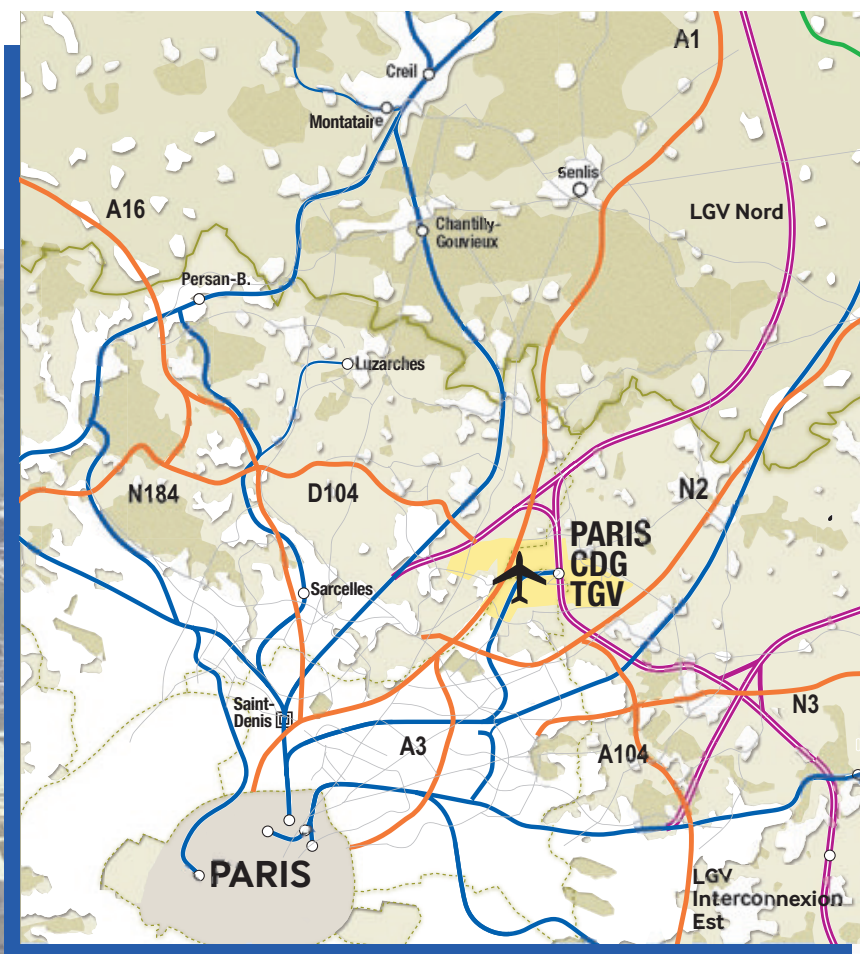 A1
Creil
Montataire
Senlis
A16
LGV Nord
Chantilly-
Gouvieux
Persan-B.
Luzarches
N184
D104
N2
PARIS
CDG
TGV
Sarcelles
Saint-
Denis
N3
A3
A104
PARIS
LGV
Interconnexion
Est